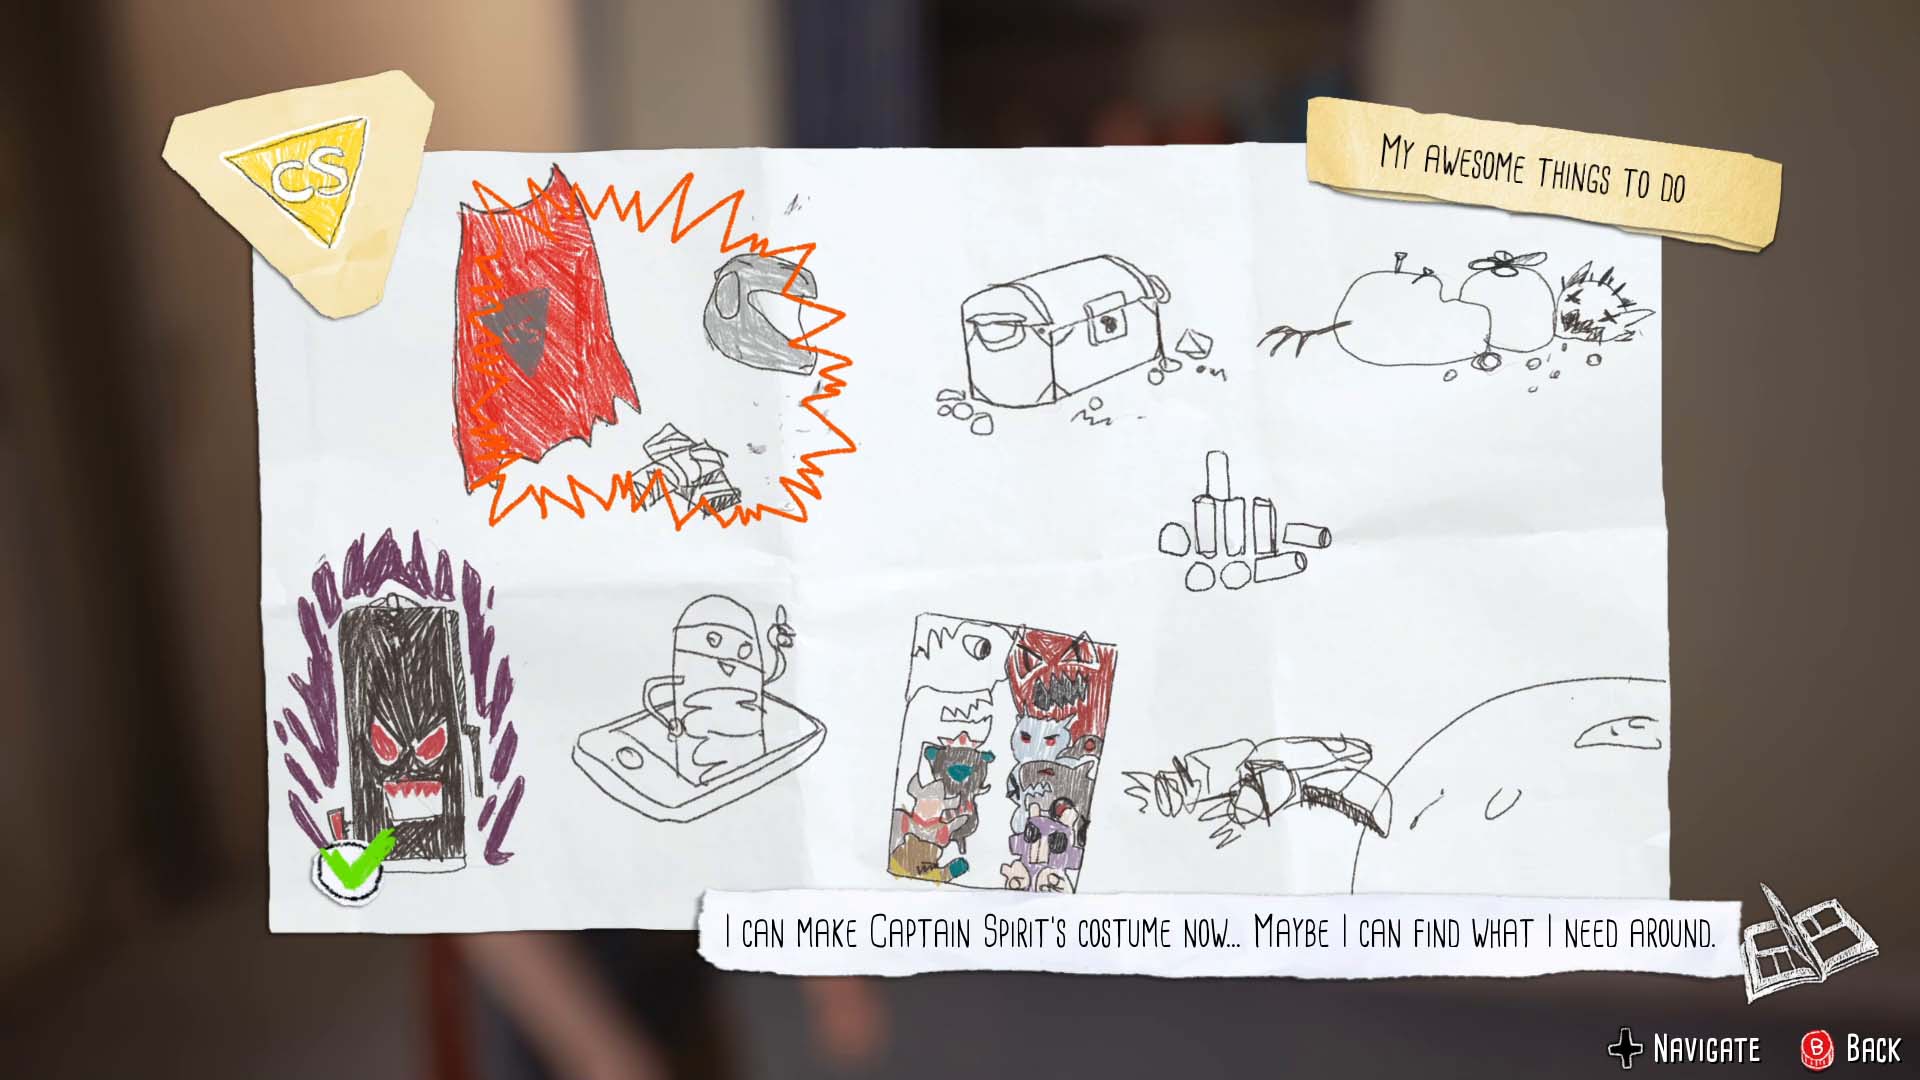 CS
MY AWESOME THINGS TO DO
CS
I CAN MAKE CAPTAIN SPIRIT'S COSTUME NOW... MAYBE I CAN FIND WHAT I NEED AROUND.
NAVIGATE
B BACK